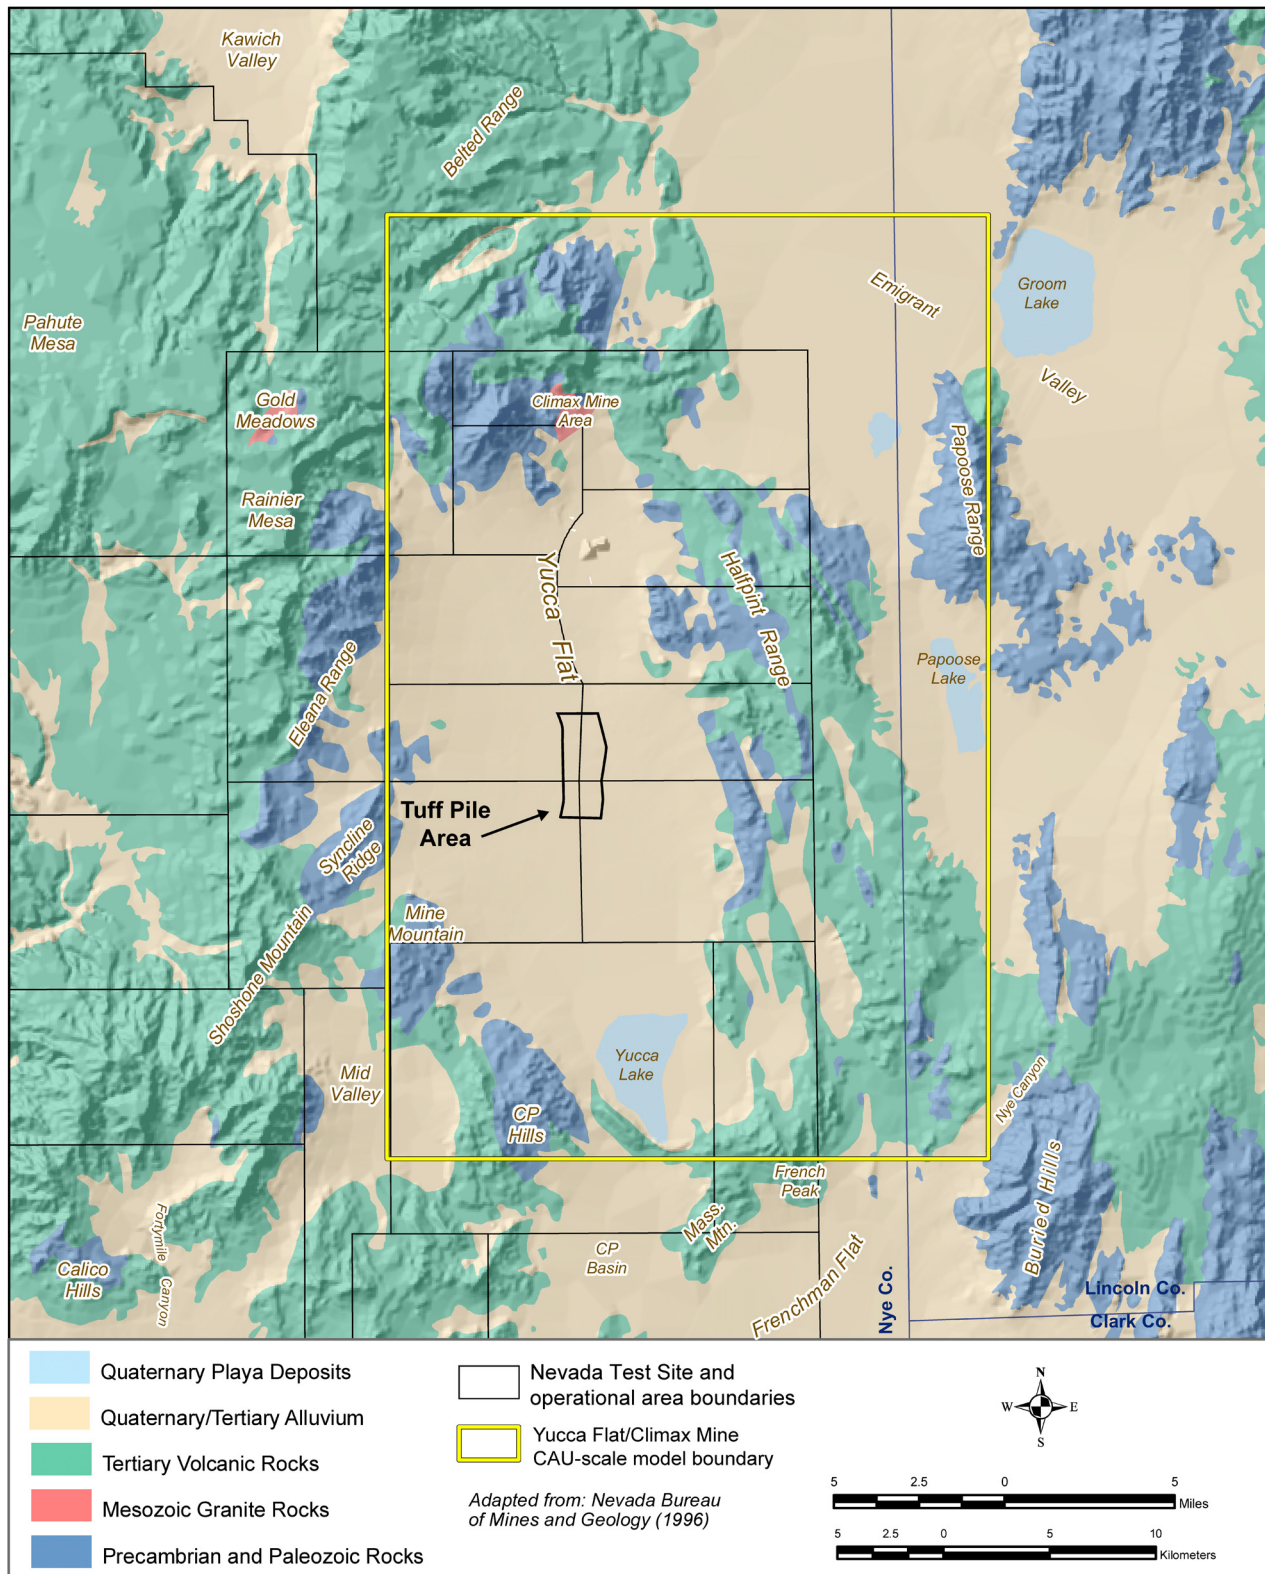 Kawich
Valley
Belted Range
Emigrant
Groom
Lake
Pahute
Mesa
Valley
Gold
Meadows
Climax Mine
Area
Papoose Range
Rainier
Mesa
Yucca Flat
Halfpint Range
Papoose
Lake
Eleana Range
Tuff Pile
Area
Syncline
Ridge
Mine
Mountain
Shoshone Mountain
Yucca
Lake
Mid
Valley
CP
Hills
Nye Canyon
French
Peak
Buried Hills
Mass.
Mtn.
Fortymile Canyon
CP
Basin
Calico
Hills
Frenchman Flat
Nye Co.
Lincoln Co.
Clark Co.
Quaternary Playa Deposits
Quaternary/Tertiary Alluvium
Tertiary Volcanic Rocks
Mesozoic Granite Rocks
Precambrian and Paleozoic Rocks
Nevada Test Site and
operational area boundaries
Yucca Flat/Climax Mine
CAU-scale model boundary
Adapted from: Nevada Bureau
of Mines and Geology (1996)
N
W E
S
5 2.5 0 5
Miles
5 2.5 0 5 10
Kilometers